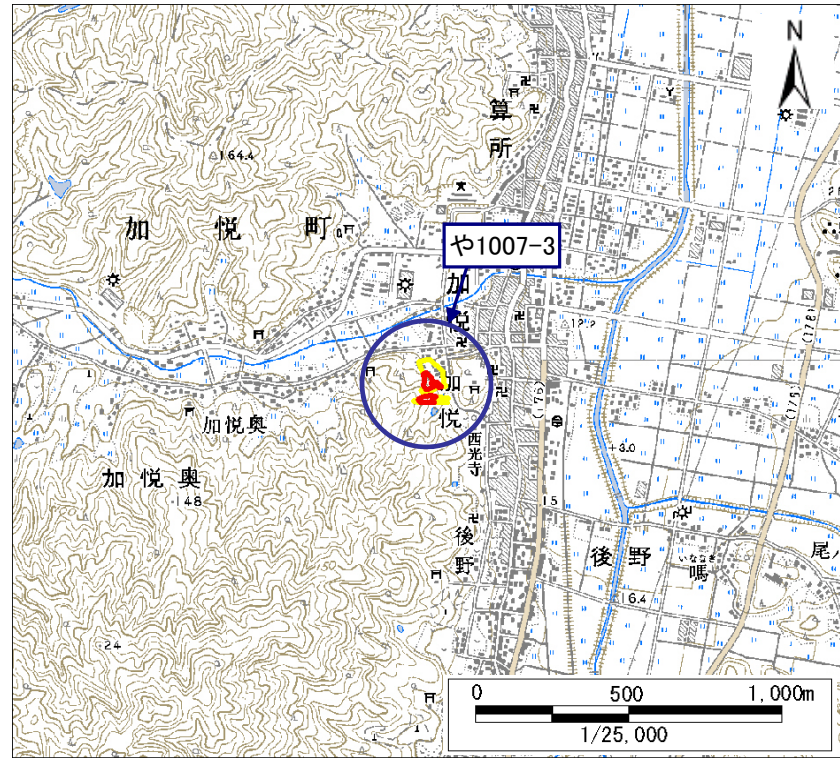 N
算所
164.4
加悦町
や1007-3
加悦
12.2
(176)
(176)
(176)
加悦
加悦奥
西光寺
加悦奥
148
3.0
15
後野
後野
いななき
鳴
尾
16.4
24
0 500 1,000m
1/25,000